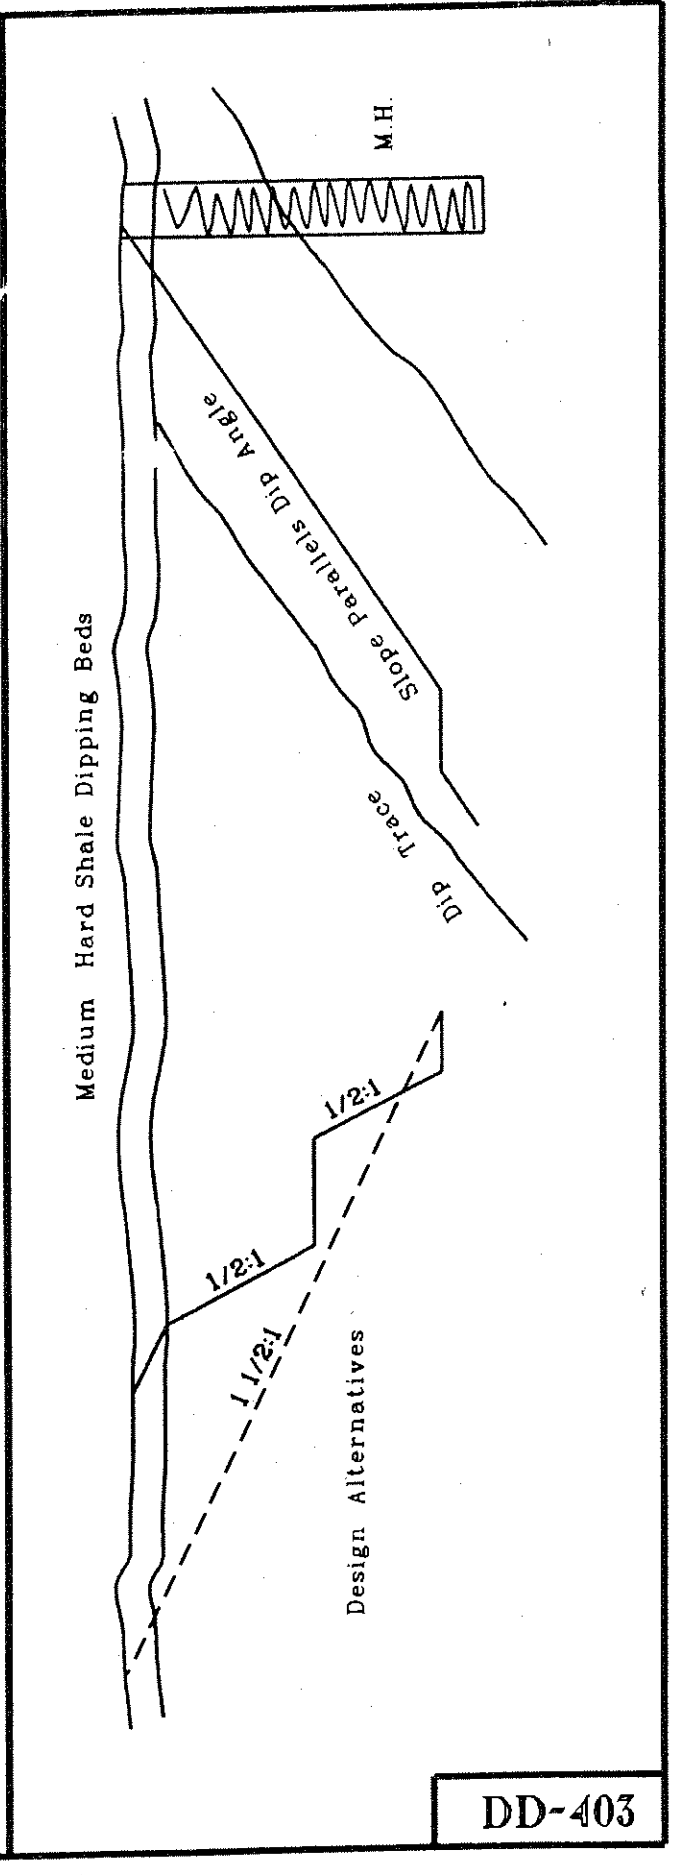 Medium Hard Shale Dipping Beds
1/2:1
1/2:1
1 1/2:1
Design Alternatives
Dip Trace
Slope Parallels Dip Angle
M.H.
DD-403